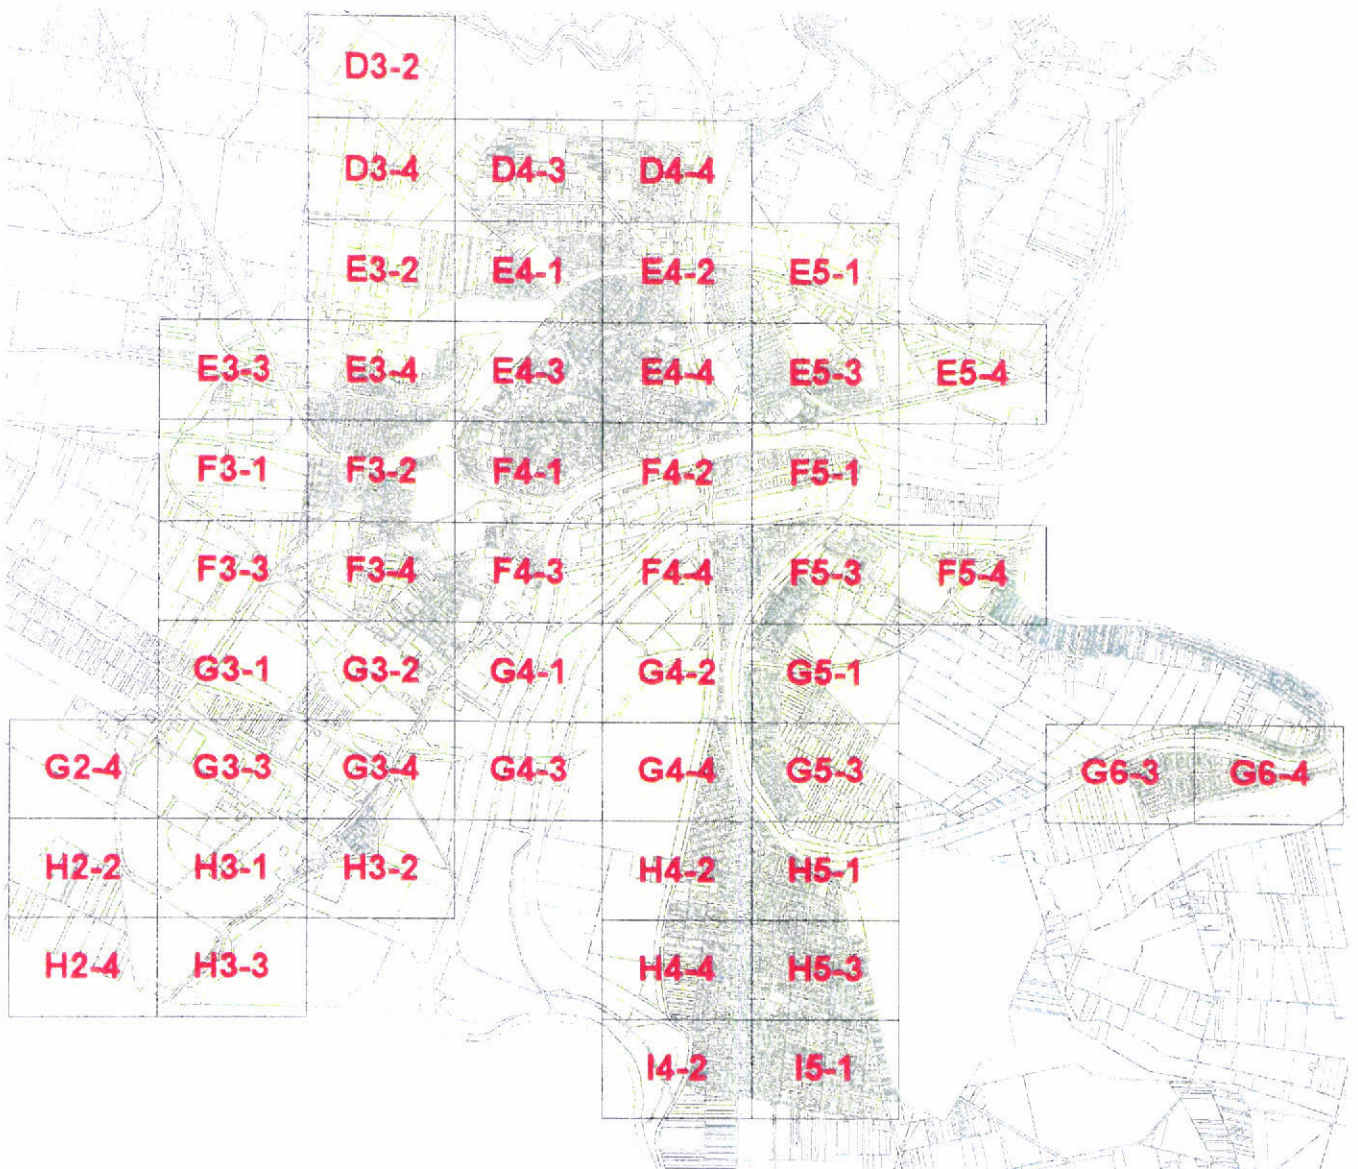 D3-2
D3-4 D4-3 D4-4
E3-2 E4-1 E4-2 E5-1
E3-3 E3-4 E4-3 E4-4 E5-3 E5-4
F3-1 F3-2 F4-1 F4-2 F5-1
F3-3 F3-4 F4-3 F4-4 F5-3 F5-4
G3-1 G3-2 G4-1 G4-2 G5-1
G2-4 G3-3 G3-4 G4-3 G4-4 G5-3 G6-3 G6-4
H2-2 H3-1 H3-2 H4-2 H5-1
H2-4 H3-3 H4-4 H5-3
I4-2 I5-1